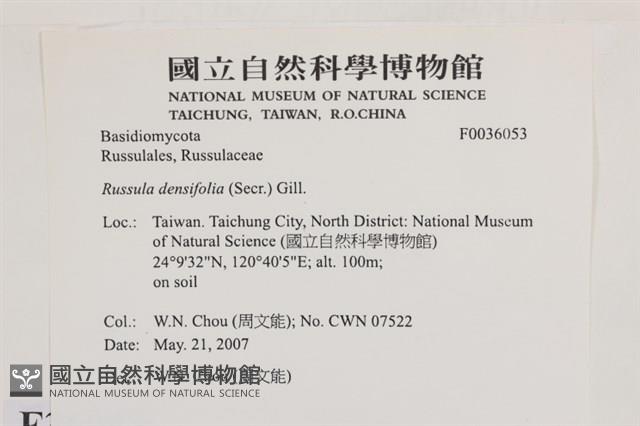 國立自然科學博物館
NATIONAL MUSEUM OF NATURAL SCIENCE
TAICHUNG, TAIWAN, R.O.CHINA
Basidiomycota F0036053
Russulales, Russulaceae
Russula densifolia (Secr.) Gill.
Loc.: Taiwan. Taichung City, North District: National Museum
of Natural Science (國立自然科學博物館)
24°9'32"N, 120°40'5"E; alt. 100m;
on soil
Col.: W.N. Chou (周文能); No. CWN 07522
Date: May. 21, 2007
文能)
國立自然科學博物館
NATIONAL MUSEUM OF NATURAL SCIENCE